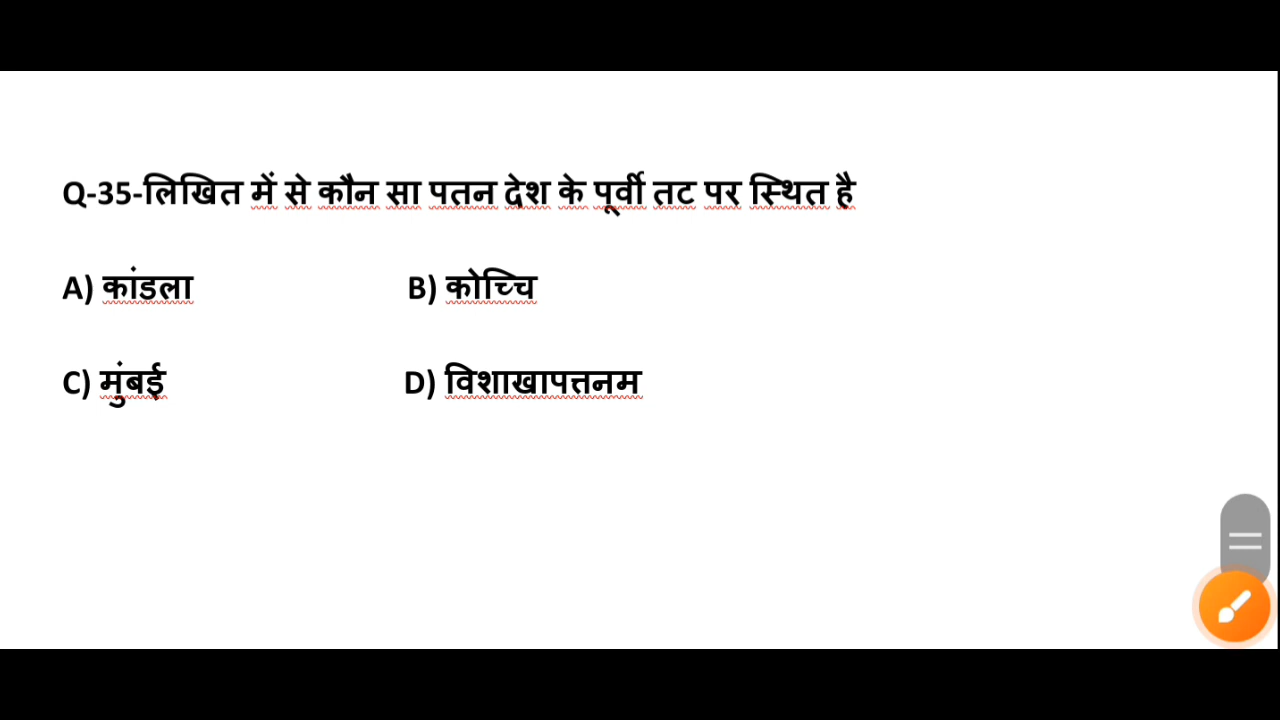 Q-35-लिखित में से कौन सा पतन देश के पूर्वी तट पर स्थित है
A) कांडला B) कोच्चि
C) मुंबई D) विशाखापत्तनम